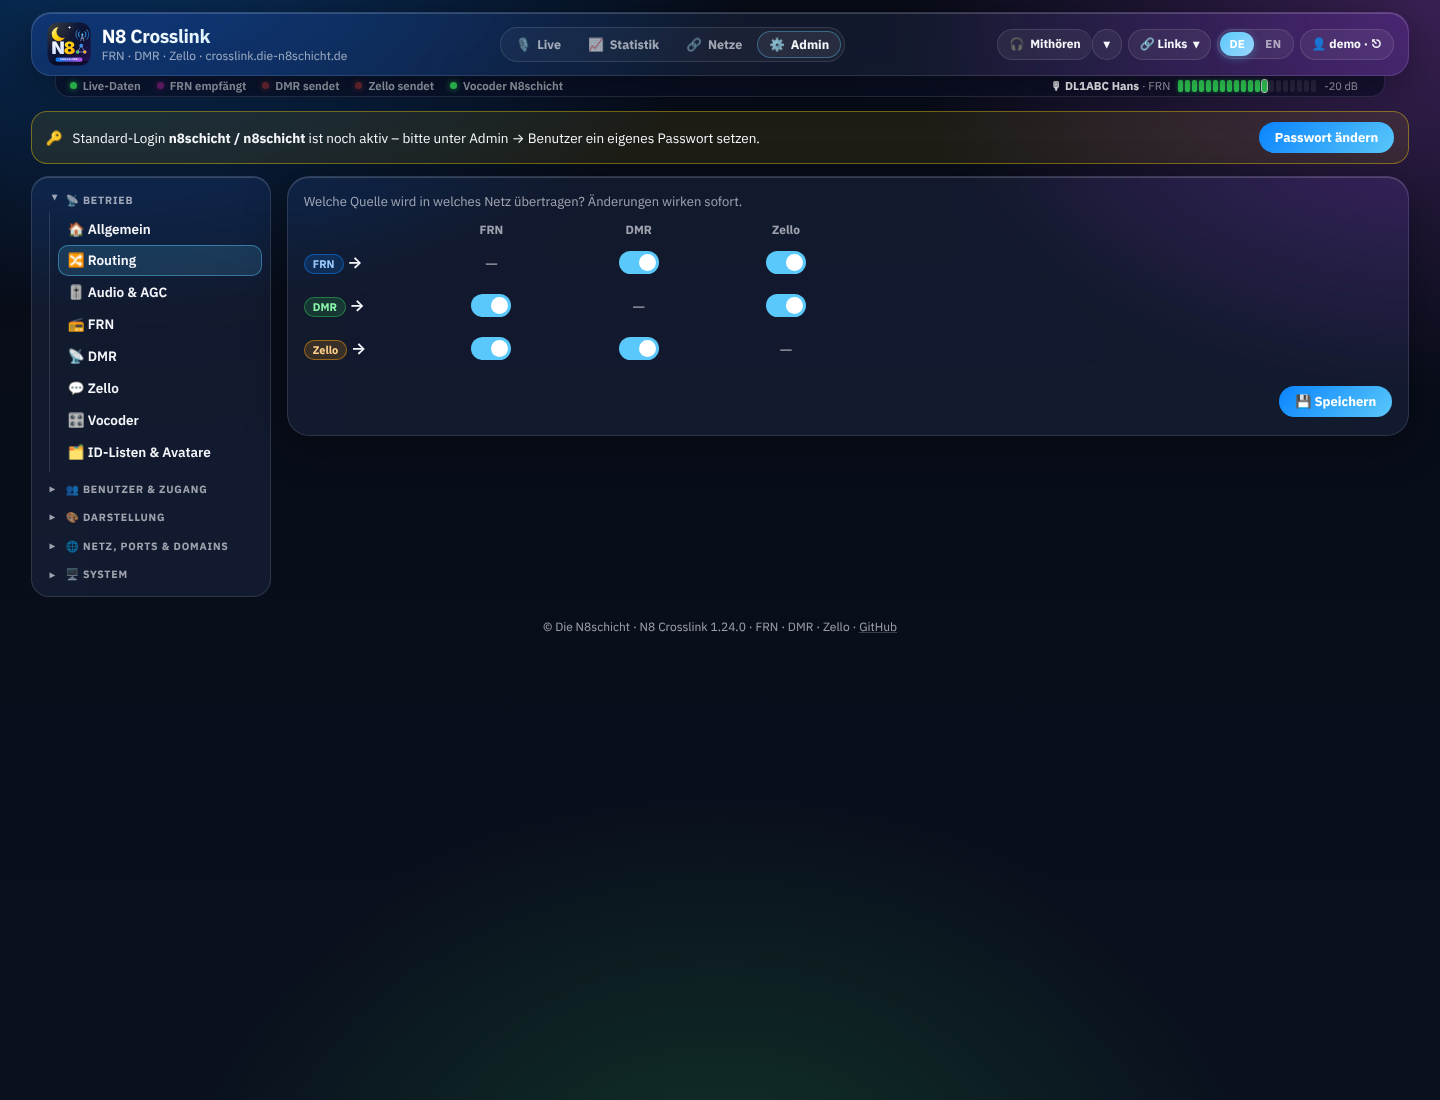 N8 Crosslink
FRN · DMR · Zello · crosslink.die-n8schicht.de
Live
Statistik
Netze
Admin
Mithören
Links
DE
EN
demo ·
Live-Daten
FRN empfängt
DMR sendet
Zello sendet
Vocoder N8schicht
DL1ABC Hans · FRN
-20 dB
Standard-Login n8schicht / n8schicht ist noch aktiv – bitte unter Admin → Benutzer ein eigenes Passwort setzen.
Passwort ändern
BETRIEB
Allgemein
Routing
Audio & AGC
FRN
DMR
Zello
Vocoder
ID-Listen & Avatare
BENUTZER & ZUGANG
DARSTELLUNG
NETZ, PORTS & DOMAINS
SYSTEM
Welche Quelle wird in welches Netz übertragen? Änderungen wirken sofort.
FRN DMR Zello
FRN → —
DMR → —
Zello → —
Speichern
© Die N8schicht · N8 Crosslink 1.24.0 · FRN · DMR · Zello · GitHub